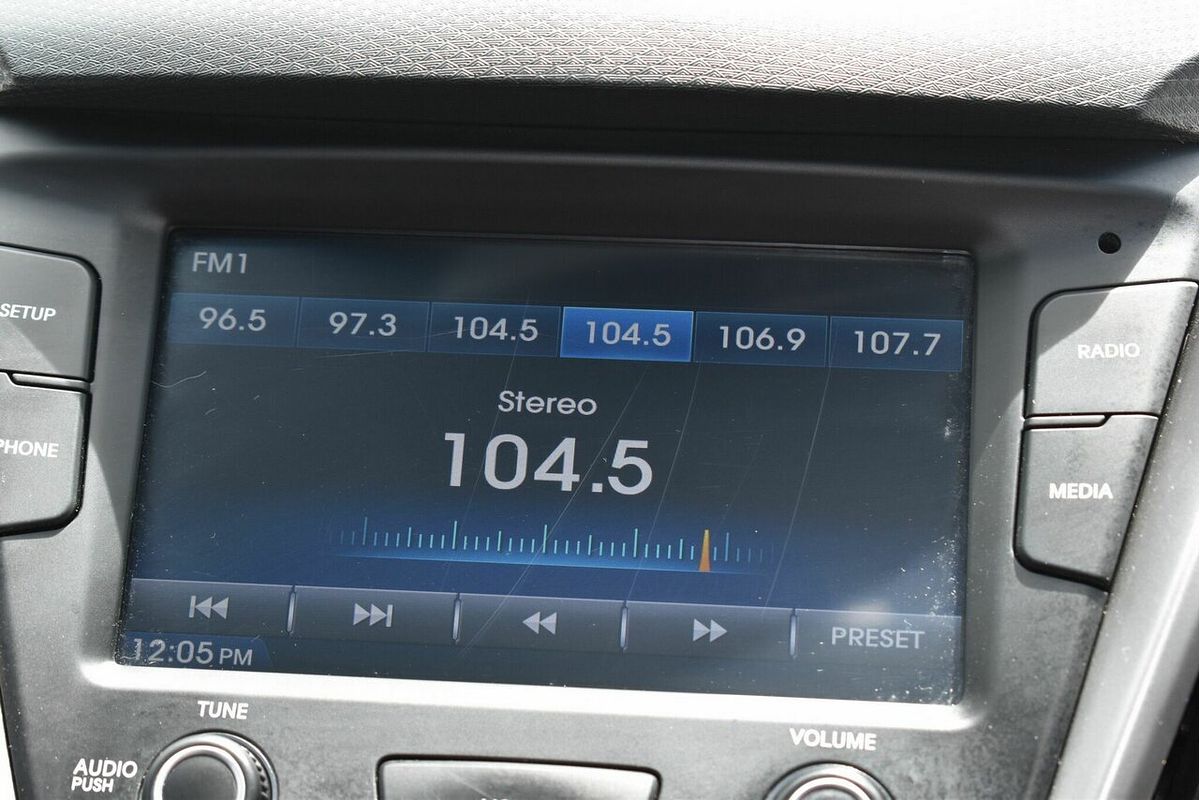 FM1
96.5 97.3 104.5 104.5 106.9 107.7
SETUP
RADIO
Stereo
104.5
PHONE
MEDIA
PRESET
12:05 PM
TUNE
VOLUME
AUDIO
PUSH